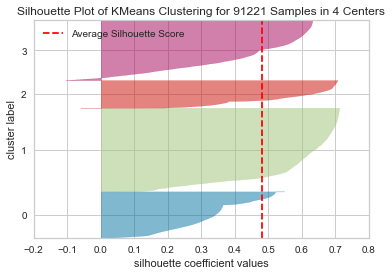 Silhouette Plot of KMeans Clustering for 91221 Samples in 4 Centers
Average Silhouette Score
3
2
1
0
cluster label
−0.2 −0.1 0.0 0.1 0.2 0.3 0.4 0.5 0.6 0.7 0.8
silhouette coefficient values